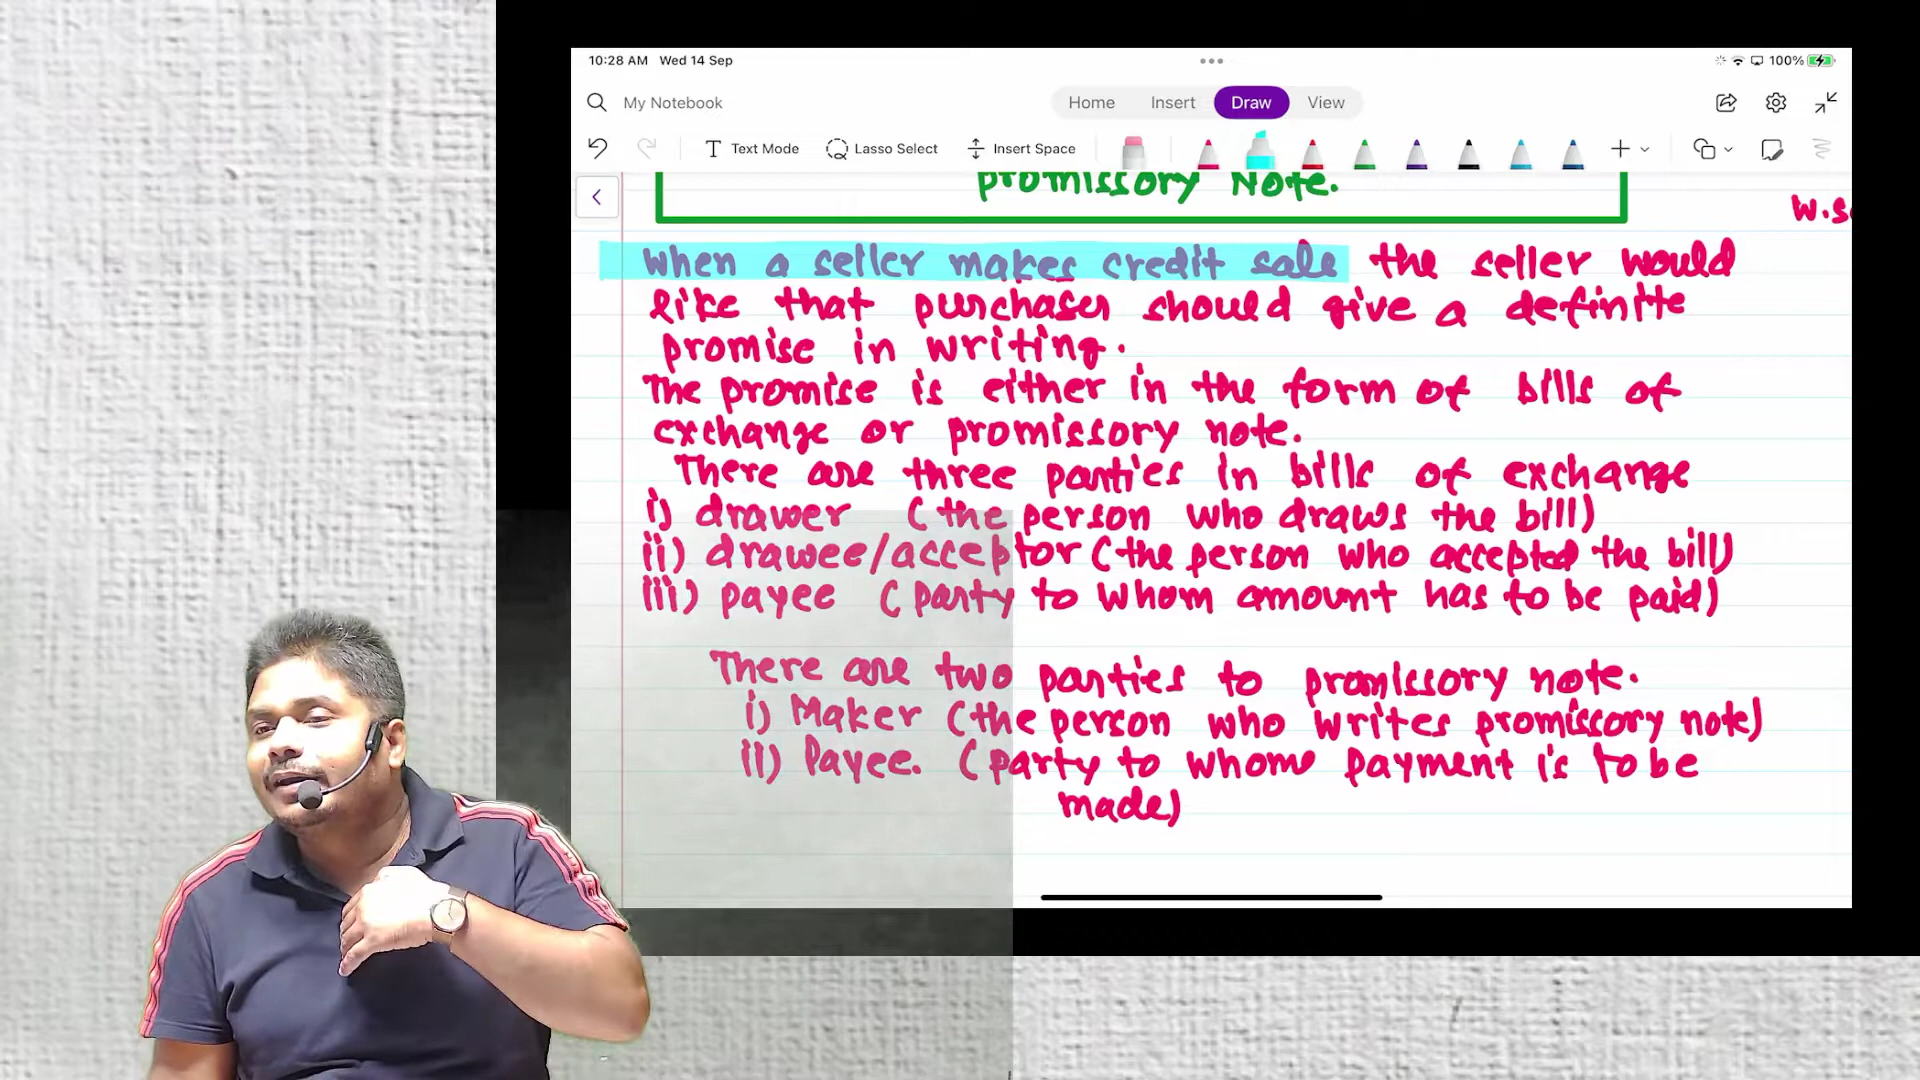 10:28 AM Wed 14 Sep
100%
My Notebook
Home Insert Draw View
Text Mode Lasso Select Insert Space
promissory Note.
when a seller makes credit sale the seller would
like that purchaser should give a definite
promise in writing.
The promise is either in the form of bills of
exchange or promissory note.
There are three parties in bills of exchange
i) drawer (the person who draws the bill)
ii) drawee/acceptor (the person who accepted the bill)
iii) payee (party to whom amount has to be paid)
There are two parties to promissory note.
i) Maker (the person who writes promissory note)
ii) Payee. (party to whome payment is to be
made)